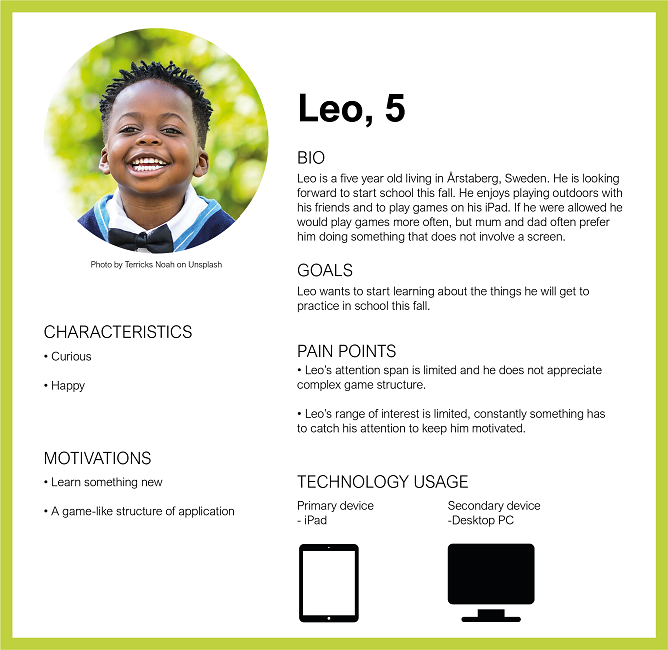 Leo, 5
BIO
Leo is a five year old living in Årstaberg, Sweden. He is looking
forward to start school this fall. He enjoys playing outdoors with
his friends and to play games on his iPad. If he were allowed he
would play games more often, but mum and dad often prefer
him doing something that does not involve a screen.
Photo by Terricks Noah on Unsplash
GOALS
Leo wants to start learning about the things he will get to
practice in school this fall.
CHARACTERISTICS
• Curious
• Happy
PAIN POINTS
• Leo's attention span is limited and he does not appreciate
complex game structure.
• Leo's range of interest is limited, constantly something has
to catch his attention to keep him motivated.
MOTIVATIONS
• Learn something new
• A game-like structure of application
TECHNOLOGY USAGE
Primary device
- iPad
Secondary device
-Desktop PC